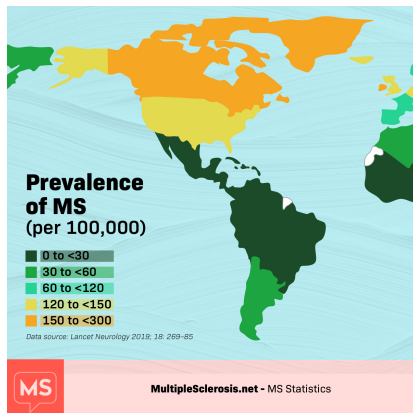 Prevalence
of MS
(per 100,000)
0 to <30
30 to <60
60 to <120
120 to <150
150 to <300
Data source: Lancet Neurology 2019; 18: 269–85
MS
MultipleSclerosis.net - MS Statistics